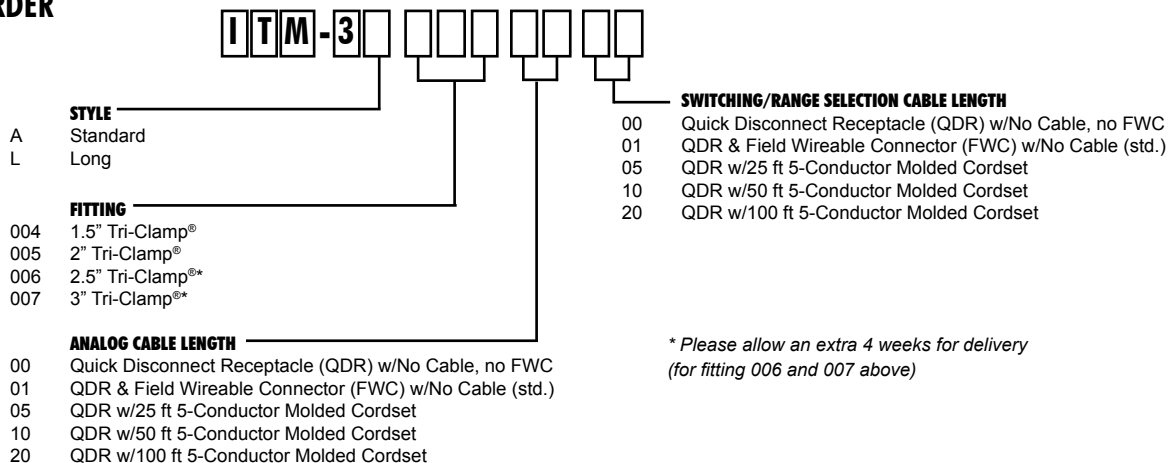 RDER
ITM-3
STYLE
A Standard
L Long
FITTING
004 1.5” Tri-Clamp®
005 2” Tri-Clamp®
006 2.5” Tri-Clamp®*
007 3” Tri-Clamp®*
ANALOG CABLE LENGTH
00 Quick Disconnect Receptacle (QDR) w/No Cable, no FWC
01 QDR & Field Wireable Connector (FWC) w/No Cable (std.)
05 QDR w/25 ft 5-Conductor Molded Cordset
10 QDR w/50 ft 5-Conductor Molded Cordset
20 QDR w/100 ft 5-Conductor Molded Cordset
SWITCHING/RANGE SELECTION CABLE LENGTH
00 Quick Disconnect Receptacle (QDR) w/No Cable, no FWC
01 QDR & Field Wireable Connector (FWC) w/No Cable (std.)
05 QDR w/25 ft 5-Conductor Molded Cordset
10 QDR w/50 ft 5-Conductor Molded Cordset
20 QDR w/100 ft 5-Conductor Molded Cordset
* Please allow an extra 4 weeks for delivery
(for fitting 006 and 007 above)